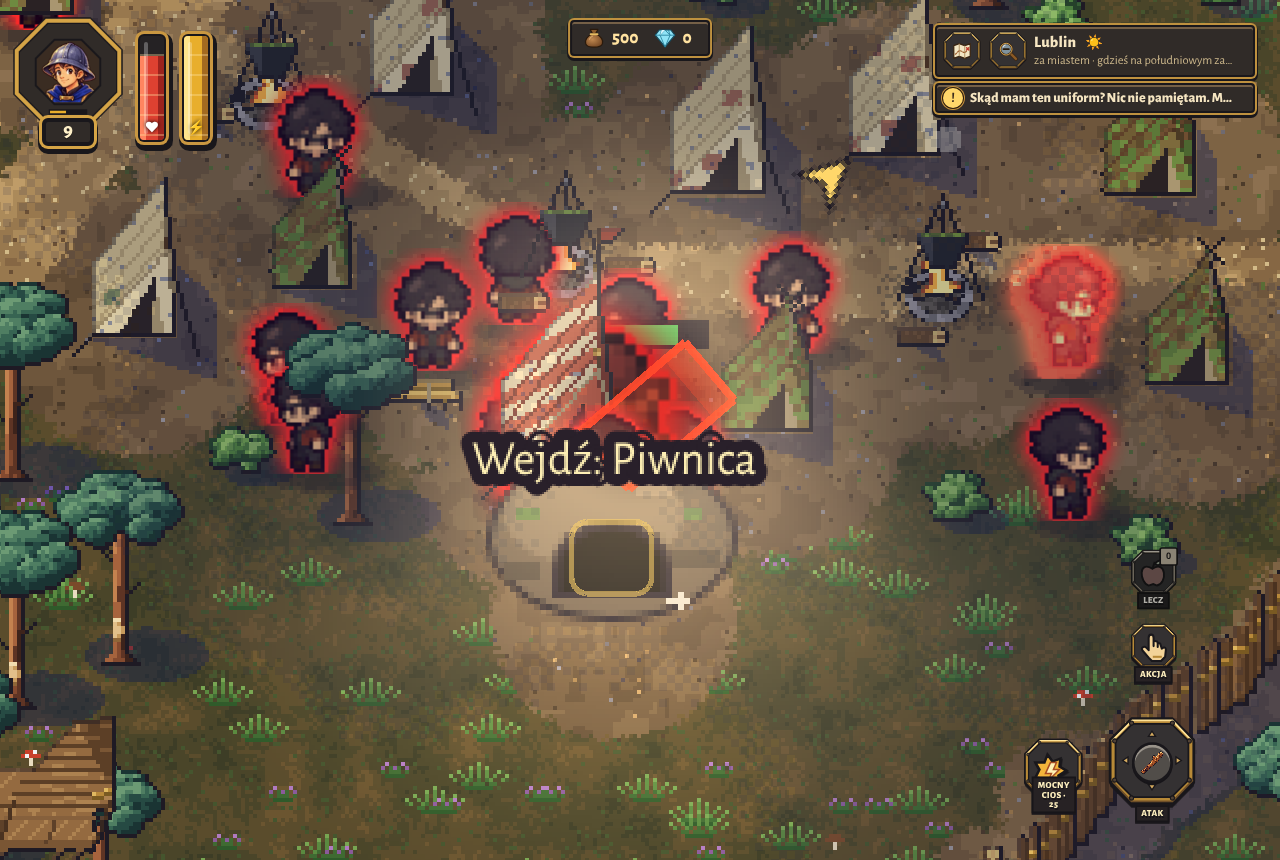 500 0
Lublin
za miastem · gdzieś na południowym za...
Skąd mam ten uniform? Nic nie pamiętam. M...
9
Wejdź: Piwnica
0
LECZ
AKCJA
MOCNY
CIOS ·
25
ATAK